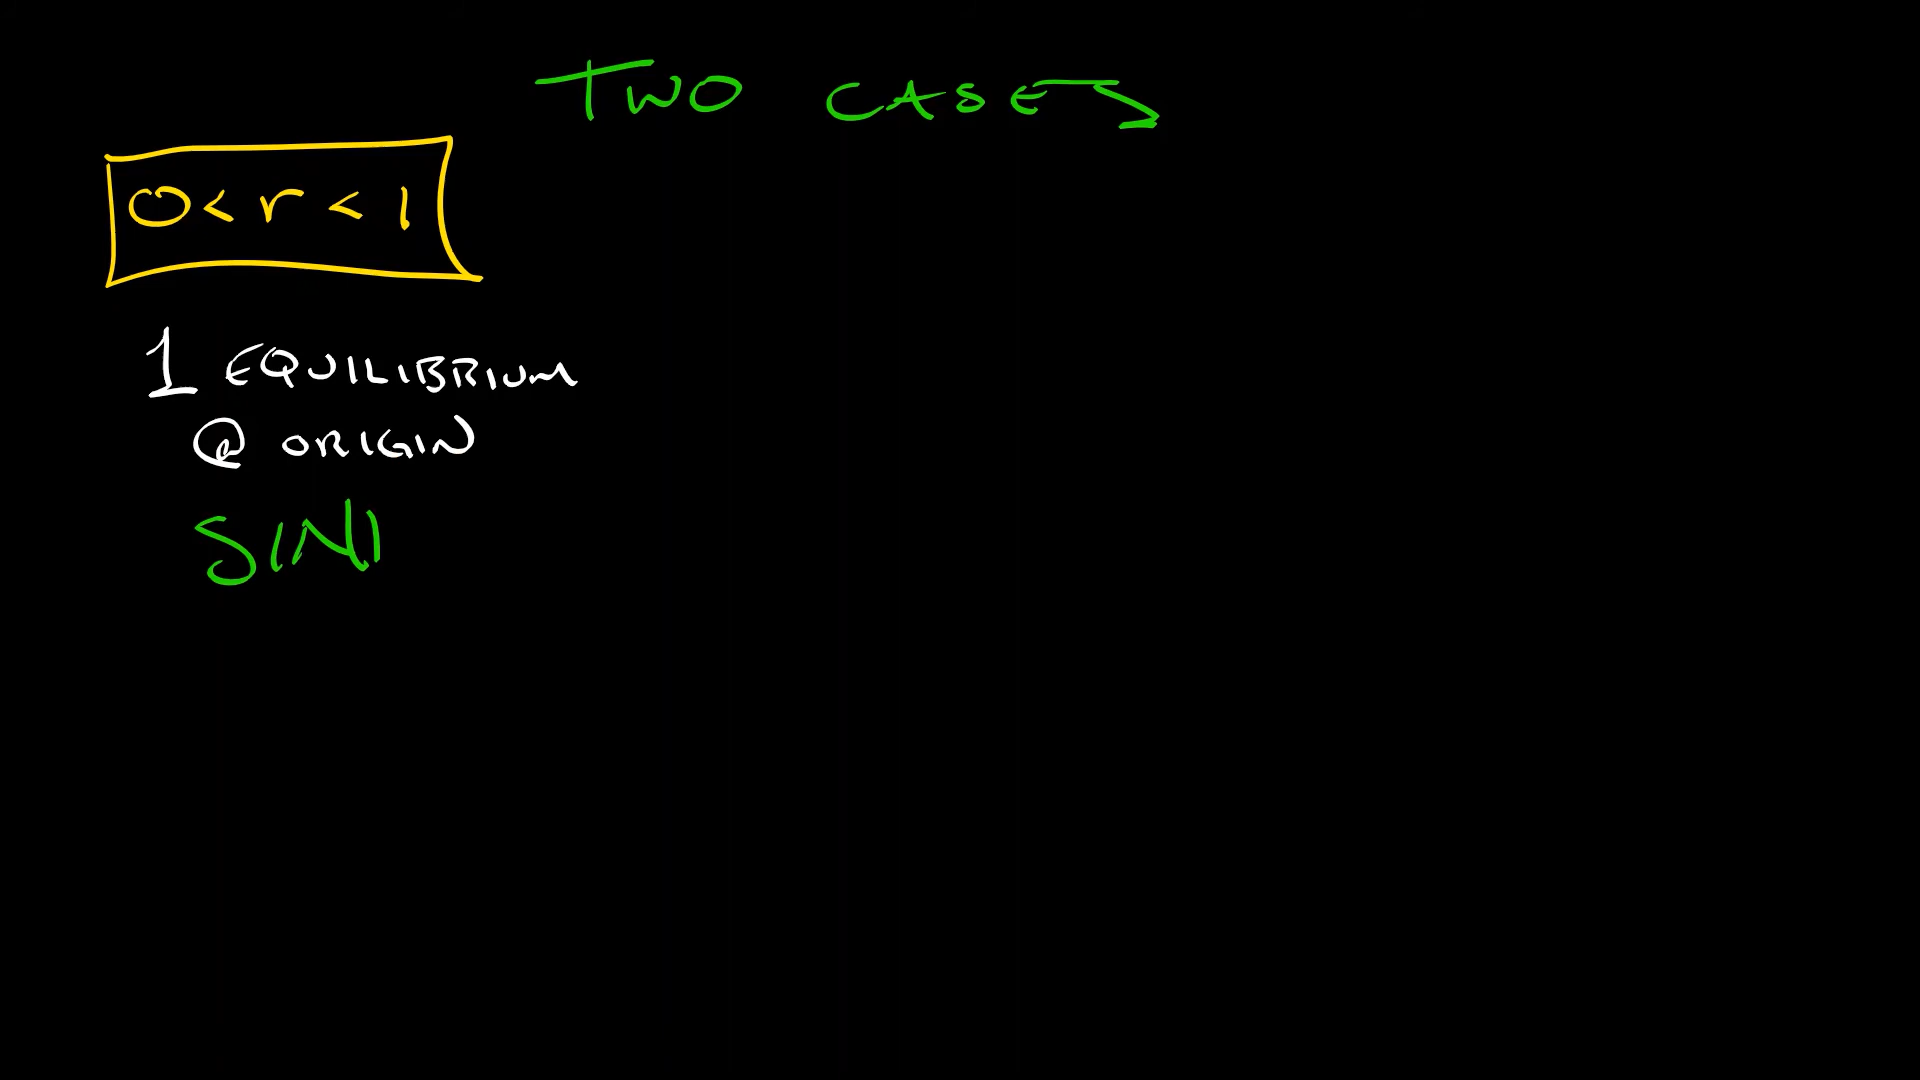 TWO CASES
0 < r < 1
1 EQUILIBRIUM
@ ORIGIN
SINI